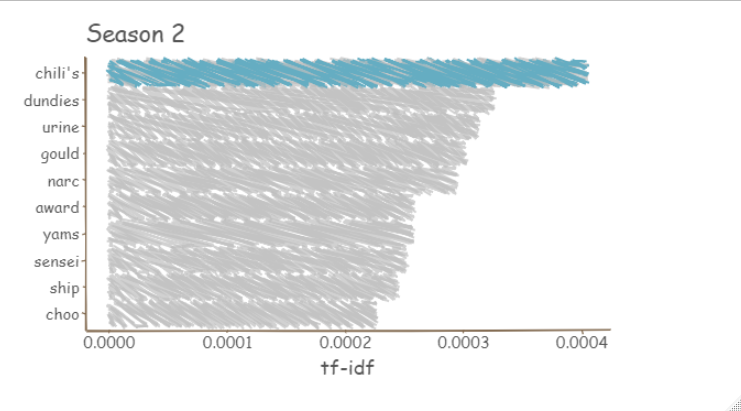 Season 2
chili's
dundies
urine
gould
narc
award
yams
sensei
ship
choo
0.0000 0.0001 0.0002 0.0003 0.0004
tf-idf